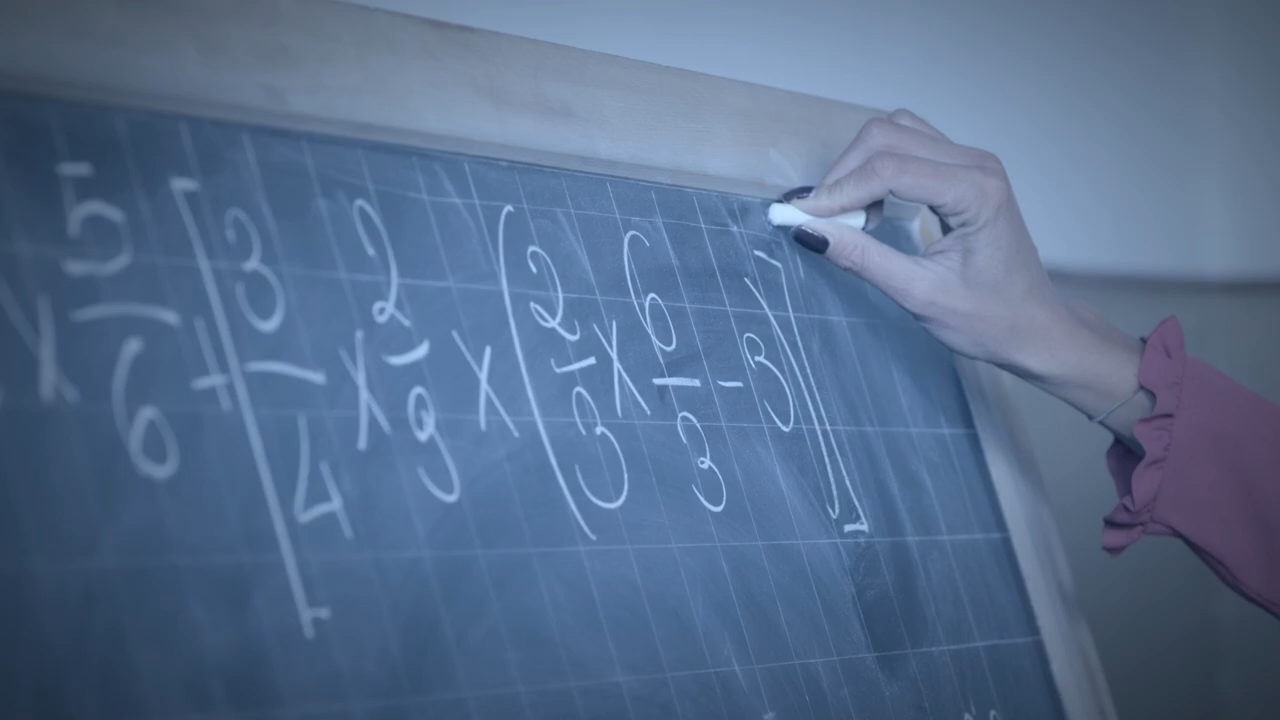 x 5/6 + [3/4 x 2/9 x (2/3 x 6/3 - 3)]